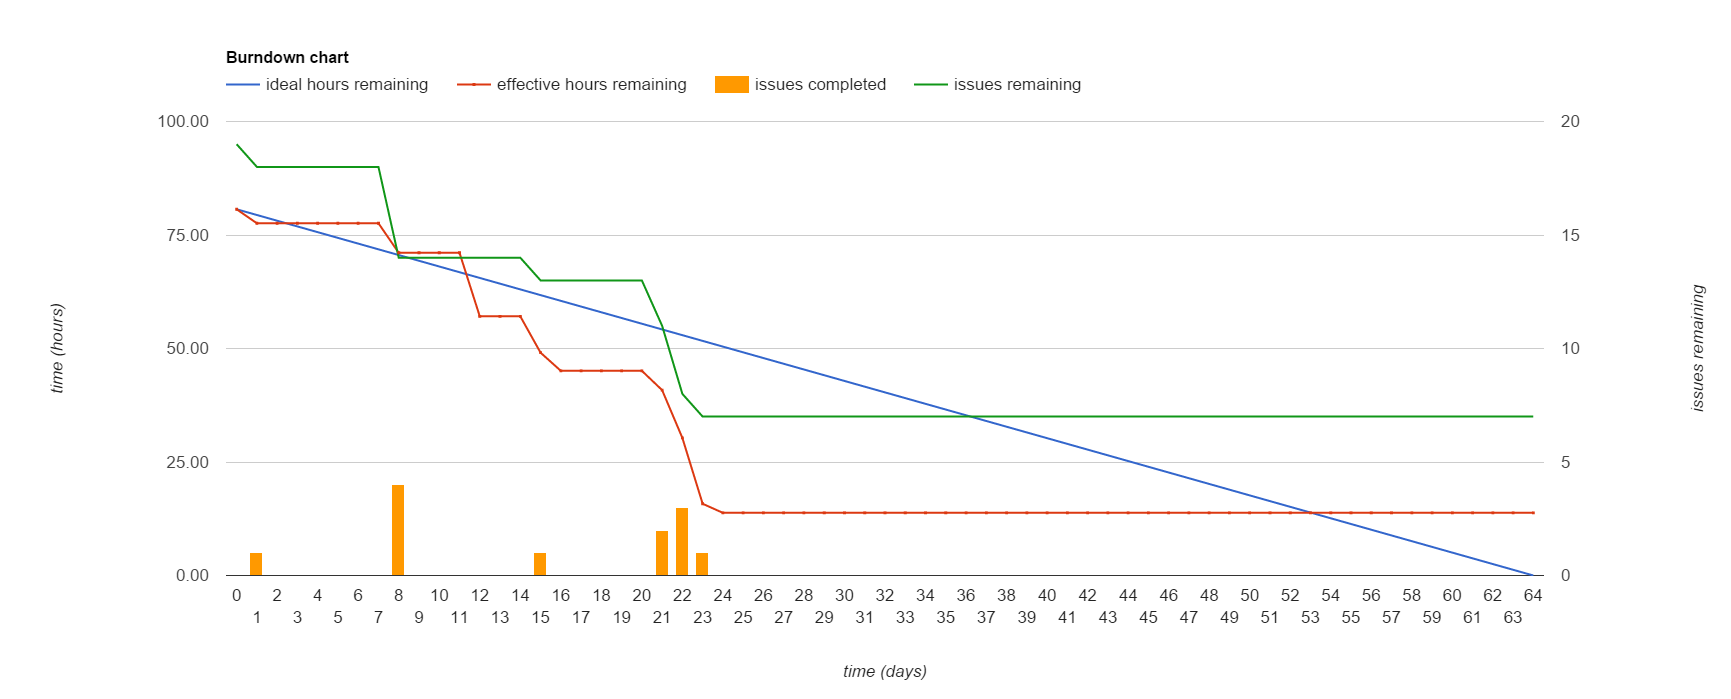 Burndown chart
ideal hours remaining effective hours remaining issues completed issues remaining
100.00 20
75.00 15
50.00 10
25.00 5
0.00 0
time (hours)
issues remaining
0 2 4 6 8 10 12 14 16 18 20 22 24 26 28 30 32 34 36 38 40 42 44 46 48 50 52 54 56 58 60 62 64
1 3 5 7 9 11 13 15 17 19 21 23 25 27 29 31 33 35 37 39 41 43 45 47 49 51 53 55 57 59 61 63
time (days)